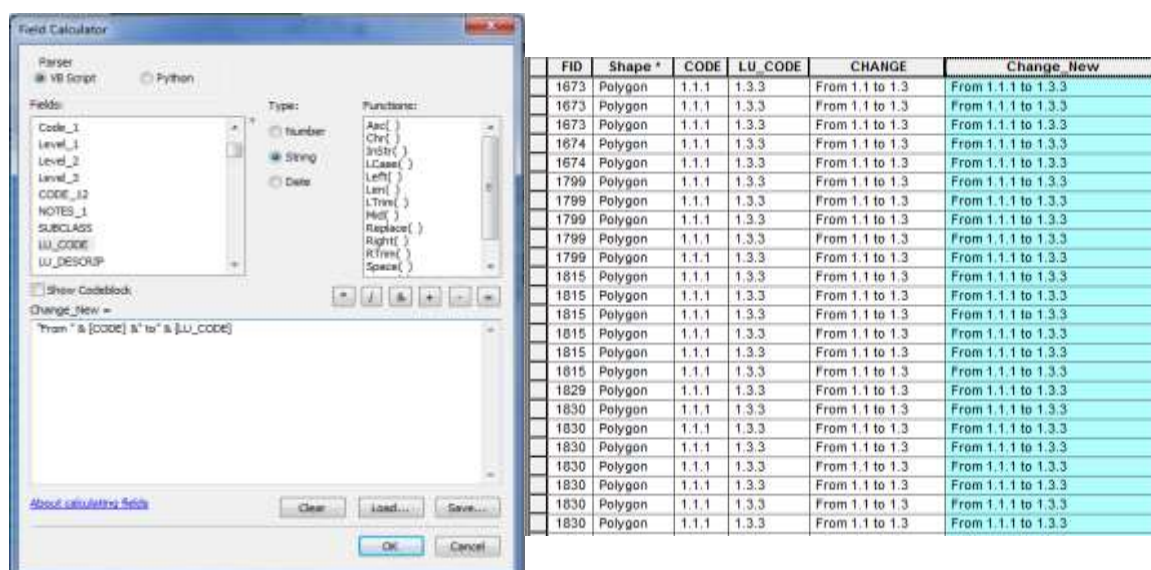 Field Calculator
Parser
VB Script Python
Fields: Type: Functions:
Code_1
Level_1
Level_2
Level_3
CODE_12
NOTES_1
SUBCLASS
LU_CODE
LU_DESCRIP
Number
String
Date
Asc( )
Chr( )
InStr( )
LCase( )
Left( )
Len( )
LTrim( )
Mid( )
Replace( )
Right( )
RTrim( )
Space( )
Show Codeblock
* / & + - =
Change_New =
"From " & [CODE] &" to" & [LU_CODE]
About calculating fields
Clear Load... Save...
OK Cancel
FID Shape * CODE LU_CODE CHANGE Change_New
1673 Polygon 1.1.1 1.3.3 From 1.1 to 1.3 From 1.1.1 to 1.3.3
1673 Polygon 1.1.1 1.3.3 From 1.1 to 1.3 From 1.1.1 to 1.3.3
1673 Polygon 1.1.1 1.3.3 From 1.1 to 1.3 From 1.1.1 to 1.3.3
1674 Polygon 1.1.1 1.3.3 From 1.1 to 1.3 From 1.1.1 to 1.3.3
1674 Polygon 1.1.1 1.3.3 From 1.1 to 1.3 From 1.1.1 to 1.3.3
1799 Polygon 1.1.1 1.3.3 From 1.1 to 1.3 From 1.1.1 to 1.3.3
1799 Polygon 1.1.1 1.3.3 From 1.1 to 1.3 From 1.1.1 to 1.3.3
1799 Polygon 1.1.1 1.3.3 From 1.1 to 1.3 From 1.1.1 to 1.3.3
1799 Polygon 1.1.1 1.3.3 From 1.1 to 1.3 From 1.1.1 to 1.3.3
1799 Polygon 1.1.1 1.3.3 From 1.1 to 1.3 From 1.1.1 to 1.3.3
1815 Polygon 1.1.1 1.3.3 From 1.1 to 1.3 From 1.1.1 to 1.3.3
1815 Polygon 1.1.1 1.3.3 From 1.1 to 1.3 From 1.1.1 to 1.3.3
1815 Polygon 1.1.1 1.3.3 From 1.1 to 1.3 From 1.1.1 to 1.3.3
1815 Polygon 1.1.1 1.3.3 From 1.1 to 1.3 From 1.1.1 to 1.3.3
1815 Polygon 1.1.1 1.3.3 From 1.1 to 1.3 From 1.1.1 to 1.3.3
1815 Polygon 1.1.1 1.3.3 From 1.1 to 1.3 From 1.1.1 to 1.3.3
1829 Polygon 1.1.1 1.3.3 From 1.1 to 1.3 From 1.1.1 to 1.3.3
1830 Polygon 1.1.1 1.3.3 From 1.1 to 1.3 From 1.1.1 to 1.3.3
1830 Polygon 1.1.1 1.3.3 From 1.1 to 1.3 From 1.1.1 to 1.3.3
1830 Polygon 1.1.1 1.3.3 From 1.1 to 1.3 From 1.1.1 to 1.3.3
1830 Polygon 1.1.1 1.3.3 From 1.1 to 1.3 From 1.1.1 to 1.3.3
1830 Polygon 1.1.1 1.3.3 From 1.1 to 1.3 From 1.1.1 to 1.3.3
1830 Polygon 1.1.1 1.3.3 From 1.1 to 1.3 From 1.1.1 to 1.3.3
1830 Polygon 1.1.1 1.3.3 From 1.1 to 1.3 From 1.1.1 to 1.3.3